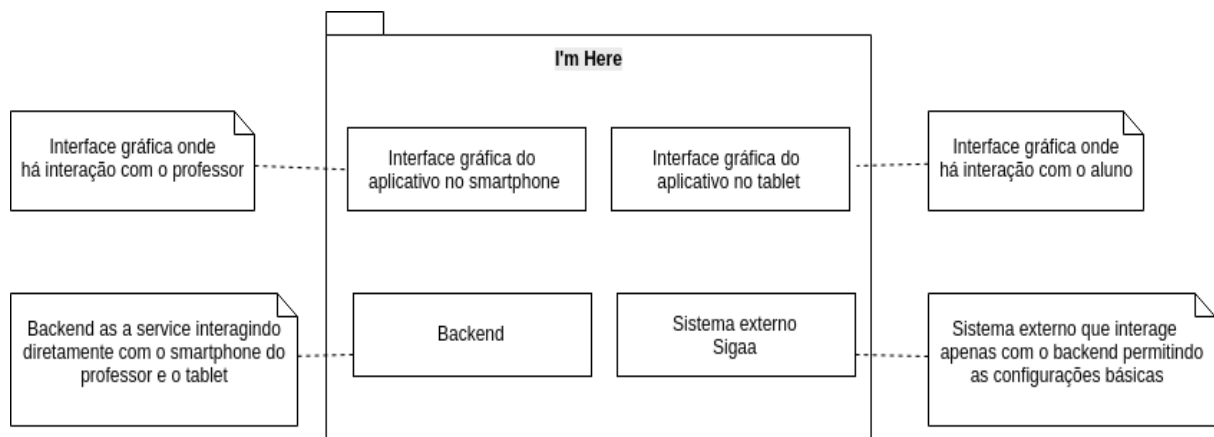 I'm Here
Interface gráfica onde
há interação com o professor
Interface gráfica do
aplicativo no smartphone
Interface gráfica do
aplicativo no tablet
Interface gráfica onde
há interação com o aluno
Backend as a service interagindo
diretamente com o smartphone do
professor e o tablet
Backend
Sistema externo
Sigaa
Sistema externo que interage
apenas com o backend permitindo
as configurações básicas